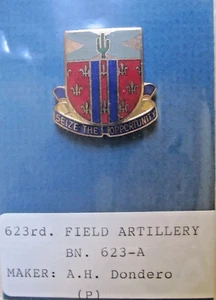 SEIZE THE OPPORTUNITY
623rd. FIELD ARTILLERY
BN. 623-A
MAKER: A.H. Dondero
(P)